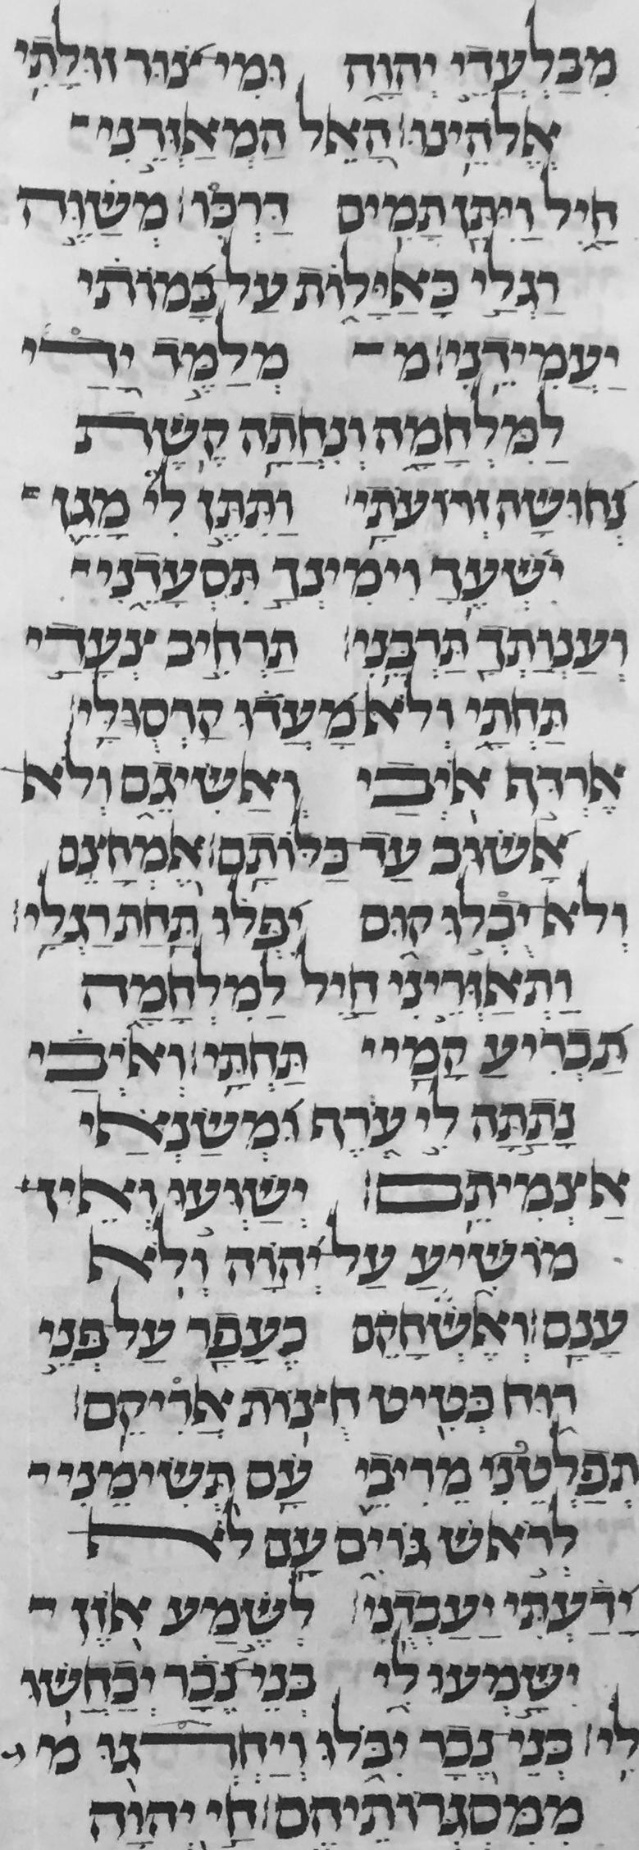 מִבַּלְעֲדֵי יְהוָה וּמִי צוּר זוּלָתִי
אֱלֹהֵינוּ הָאֵל הַמְאַזְּרֵנִי
חָיִל וַיִּתֵּן תָּמִים דַּרְכִּי מְשַׁוֶּה
רַגְלַי כָּאַיָּלוֹת וְעַל בָּמוֹתַי
יַעֲמִידֵנִי מְלַמֵּד יָדַי
לַמִּלְחָמָה וְנִחֲתָה קֶשֶׁת
נְחוּשָׁה זְרוֹעֹתָי וַתִּתֶּן לִי מָגֵן
יִשְׁעֶךָ וִימִינְךָ תִסְעָדֵנִי
וְעַנְוַתְךָ תַרְבֵּנִי תַּרְחִיב צַעֲדִי
תַחְתָּי וְלֹא מָעֲדוּ קַרְסֻלָּי
אֶרְדּוֹף אוֹיְבַי וְאַשִּׂיגֵם וְלֹא
אָשׁוּב עַד כַּלּוֹתָם אֶמְחָצֵם
וְלֹא יֻכְלוּ קוּם יִפְּלוּ תַּחַת רַגְלָי
וַתְּאַזְּרֵנִי חַיִל לַמִּלְחָמָה
תַּכְרִיעַ קָמַי תַּחְתָּי וְאֹיְבַי
נָתַתָּה לִּי עֹרֶף וּמְשַׂנְאַי
אַצְמִיתֵם יְשַׁוְּעוּ וְאֵין
מוֹשִׁיעַ עַל יְהוָה וְלֹא
עָנָם וְאֶשְׁחָקֵם כְּעָפָר עַל פְּנֵי
רוּחַ כְּטִיט חוּצוֹת אֲרִיקֵם
תְּפַלְּטֵנִי מֵרִיבֵי עָם תְּשִׂימֵנִי
לְרֹאשׁ גּוֹיִם עַם לֹא
יָדַעְתִּי יַעַבְדוּנִי לְשֵׁמַע אֹזֶן
יִשָּׁמְעוּ לִי בְּנֵי נֵכָר יְכַחֲשׁוּ
לִי בְּנֵי נֵכָר יִבֹּלוּ וְיַחְרְגוּ מ
מִמִּסְגְּרוֹתֵיהֶם חַי יְהוָה